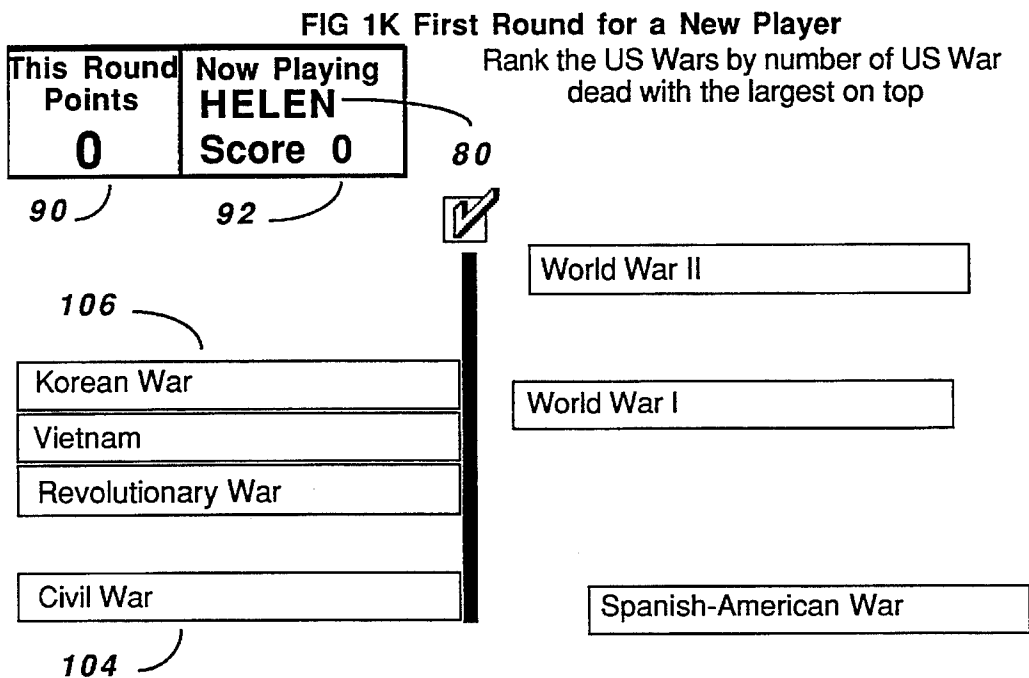 FIG 1K First Round for a New Player
This Round
Points
0
Now Playing
HELEN
Score 0
Rank the US Wars by number of US War
dead with the largest on top
80
90
92
World War II
106
Korean War
World War I
Vietnam
Revolutionary War
Civil War
Spanish-American War
104